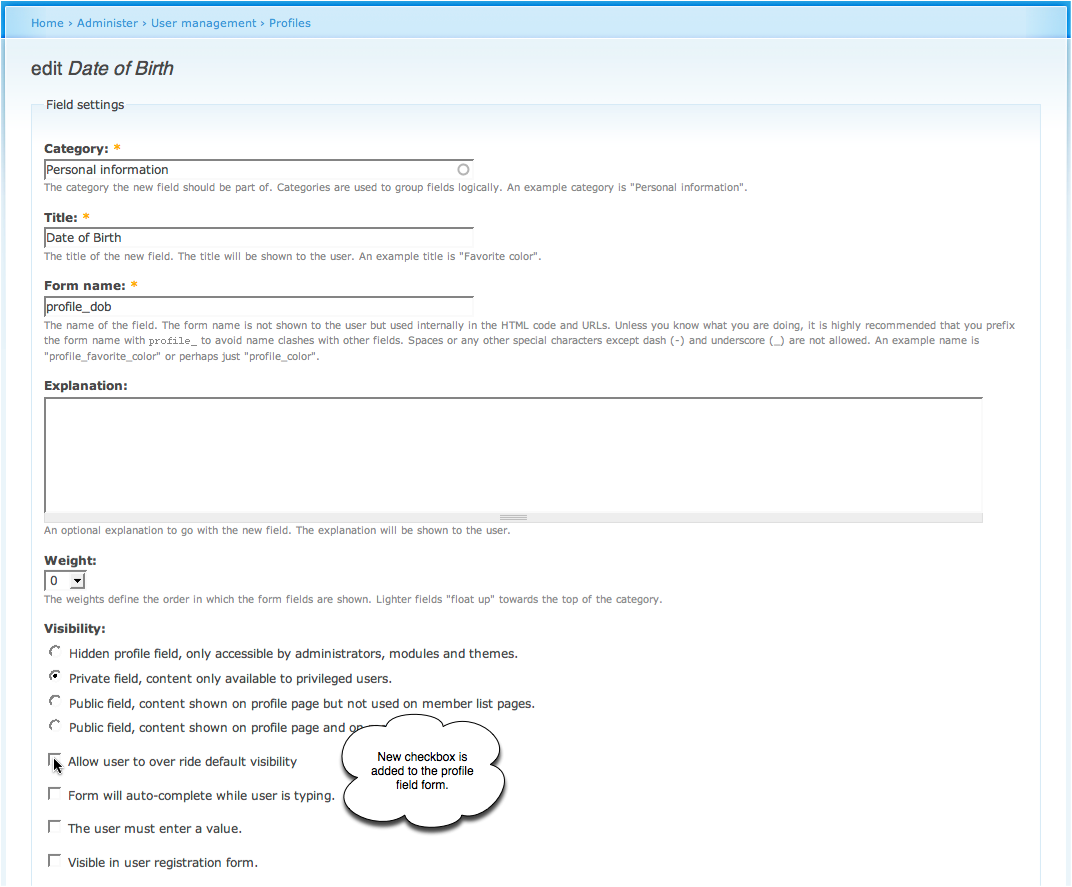 Home › Administer › User management › Profiles
edit Date of Birth
Field settings
Category: *
Personal information
The category the new field should be part of. Categories are used to group fields logically. An example category is "Personal information".
Title: *
Date of Birth
The title of the new field. The title will be shown to the user. An example title is "Favorite color".
Form name: *
profile_dob
The name of the field. The form name is not shown to the user but used internally in the HTML code and URLs. Unless you know what you are doing, it is highly recommended that you prefix
the form name with profile_ to avoid name clashes with other fields. Spaces or any other special characters except dash (-) and underscore (_) are not allowed. An example name is
"profile_favorite_color" or perhaps just "profile_color".
Explanation:
An optional explanation to go with the new field. The explanation will be shown to the user.
Weight:
0
The weights define the order in which the form fields are shown. Lighter fields "float up" towards the top of the category.
Visibility:
Hidden profile field, only accessible by administrators, modules and themes.
Private field, content only available to privileged users.
Public field, content shown on profile page but not used on member list pages.
Public field, content shown on profile page and
Allow user to over ride default visibility
New checkbox is
added to the profile
field form.
Form will auto-complete while user is typing.
The user must enter a value.
Visible in user registration form.